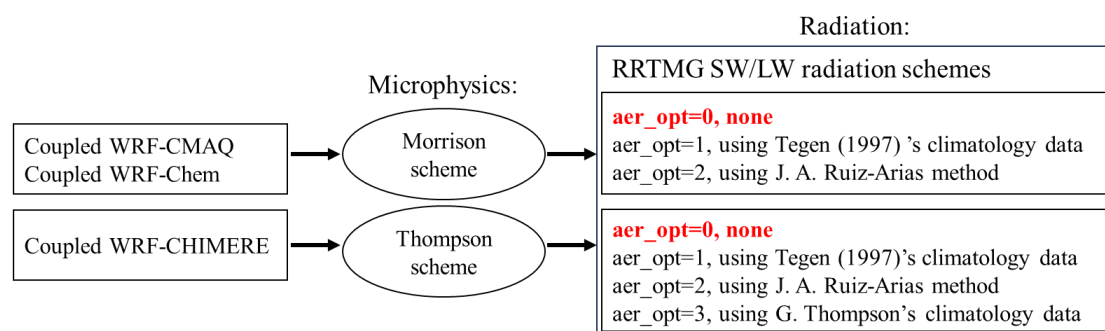 Radiation:
RRTMG SW/LW radiation schemes
Microphysics:
Coupled WRF-CMAQ
Coupled WRF-Chem
Morrison
scheme
aer_opt=0, none
aer_opt=1, using Tegen (1997) ’s climatology data
aer_opt=2, using J. A. Ruiz-Arias method
Coupled WRF-CHIMERE
Thompson
scheme
aer_opt=0, none
aer_opt=1, using Tegen (1997)’s climatology data
aer_opt=2, using J. A. Ruiz-Arias method
aer_opt=3, using G. Thompson’s climatology data